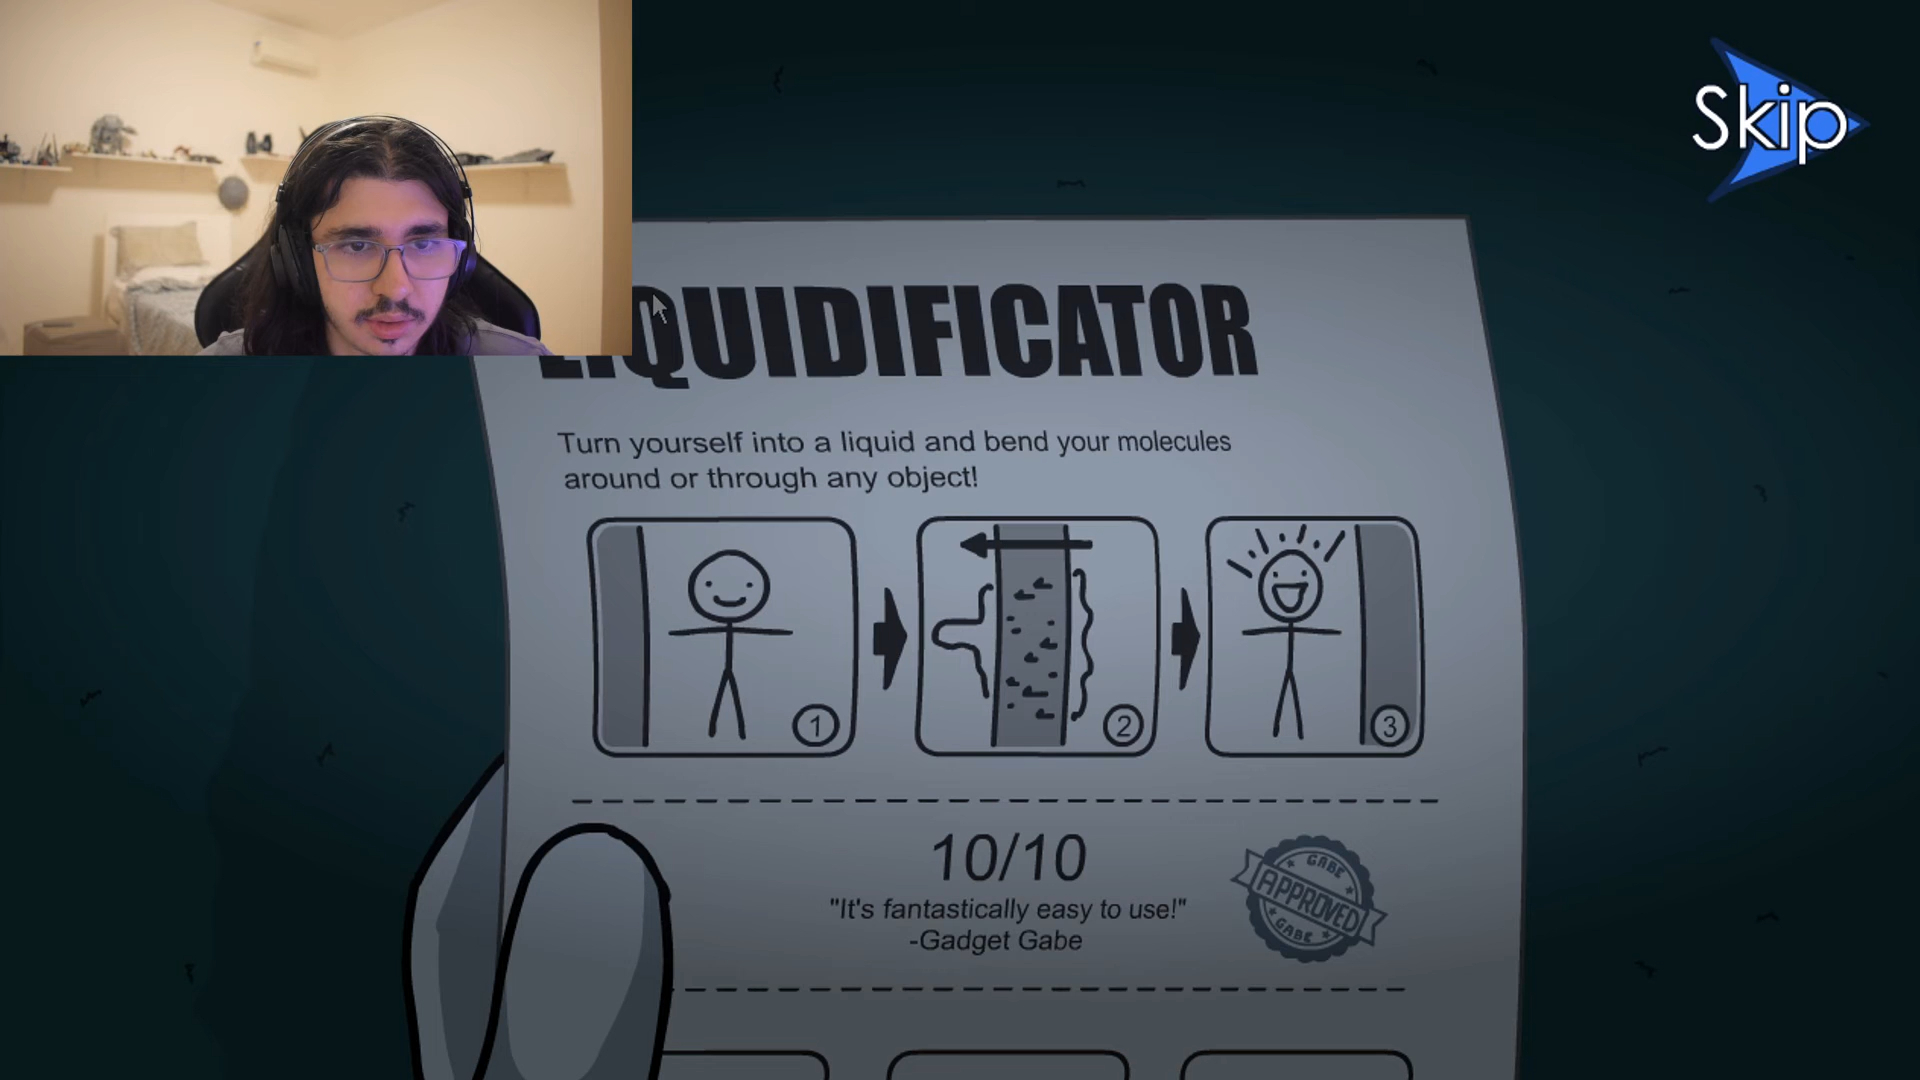 Skip
LIQUIDIFICATOR
Turn yourself into a liquid and bend your molecules
around or through any object!
1
2
3
10/10
"It's fantastically easy to use!"
-Gadget Gabe
GABE
APPROVED
GABE